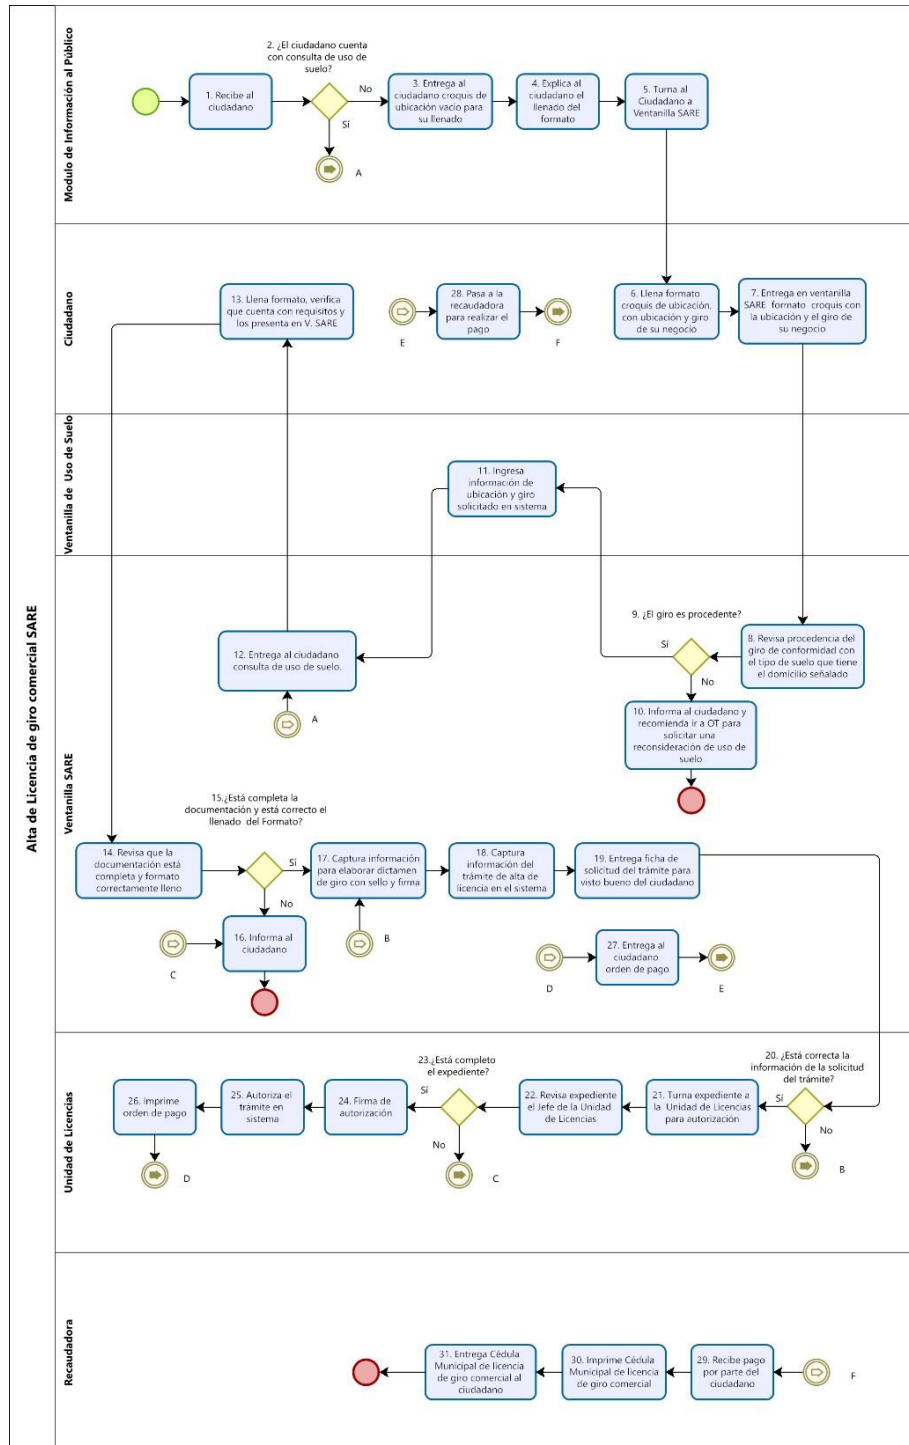 Alta de Licencia de giro comercial SARE
Modulo de Información al Público
1. Recibe al
ciudadano
2. ¿El ciudadano cuenta
con consulta de uso de
suelo?
No
Sí
A
3. Entrega al
ciudadano croquis de
ubicación vacío para
su llenado
4. Explica al
ciudadano el
llenado del
formato
5. Turna al
Ciudadano a
Ventanilla SARE
Ciudadano
13. Llena formato, verifica
que cuenta con requisitos y
los presenta en V. SARE
E
28. Pasa a la
recaudadora
para realizar el
pago
F
6. Llena formato
croquis de ubicación,
con ubicación y giro
de su negocio
7. Entrega en ventanilla
SARE formato croquis con
la ubicación y el giro de
su negocio
Ventanilla de Uso de Suelo
11. Ingresa
información de
ubicación y giro
solicitado en sistema
Ventanilla SARE
9. ¿El giro es procedente?
Sí
No
8. Revisa procedencia del
giro de conformidad con
el tipo de suelo que tiene
el domicilio señalado
12. Entrega al ciudadano
consulta de uso de suelo.
A
10. Informa al ciudadano y
recomienda ir a OT para
solicitar una
reconsideración de uso de
suelo
15.¿Está completa la
documentación y está correcto el
llenado del Formato?
14. Revisa que la
documentación está
completa y formato
correctamente lleno
Sí
No
17. Captura información
para elaborar dictamen
de giro con sello y firma
18. Captura
información del
trámite de alta de
licencia en el sistema
19. Entrega ficha de
solicitud del trámite para
visto bueno del ciudadano
C
16. Informa al
ciudadano
B
D
27. Entrega al
ciudadano
orden de pago
E
Unidad de Licencias
26. Imprime
orden de pago
D
25. Autoriza el
trámite en
sistema
24. Firma de
autorización
23.¿Está completo
el expediente?
Sí
No
C
22. Revisa expediente
el Jefe de la Unidad
de Licencias
21. Turna expediente a
la Unidad de Licencias
para autorización
20. ¿Está correcta la
información de la solicitud
del trámite?
Sí
No
B
Recaudadora
31. Entrega Cédula
Municipal de licencia
de giro comercial al
ciudadano
30. Imprime Cédula
Municipal de licencia
de giro comercial
29. Recibe pago
por parte del
ciudadano
F